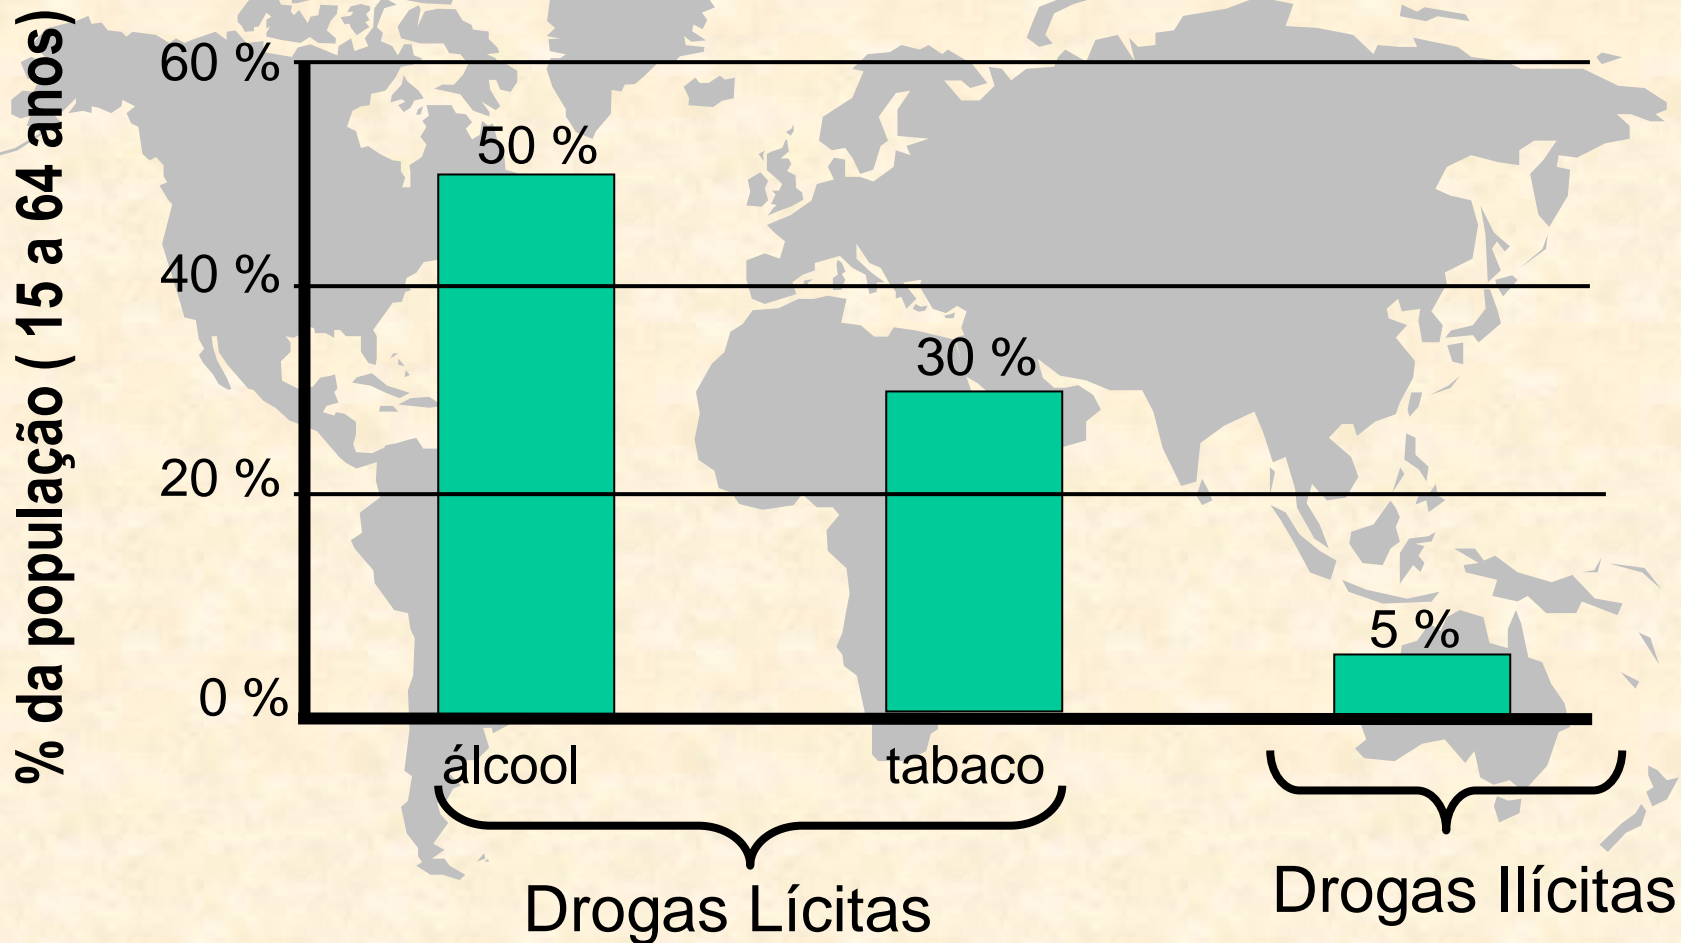 % da população ( 15 a 64 anos)
60 %
40 %
20 %
0 %
50 %
30 %
5 %
álcool
tabaco
Drogas Lícitas
Drogas Ilícitas